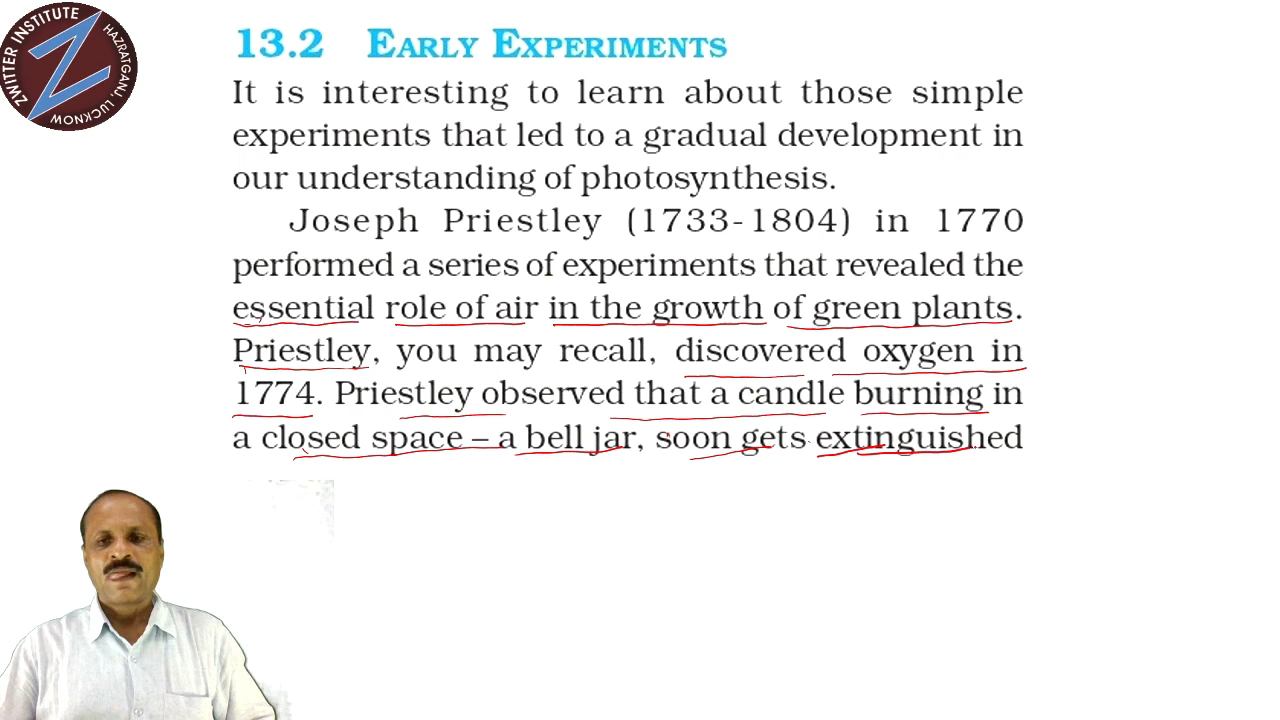 ZWITTER INSTITUTE
HAZRATGANJ, LUCKNOW
Z
13.2 EARLY EXPERIMENTS
It is interesting to learn about those simple
experiments that led to a gradual development in
our understanding of photosynthesis.
Joseph Priestley (1733-1804) in 1770
performed a series of experiments that revealed the
essential role of air in the growth of green plants.
Priestley, you may recall, discovered oxygen in
1774. Priestley observed that a candle burning in
a closed space – a bell jar, soon gets extinguished